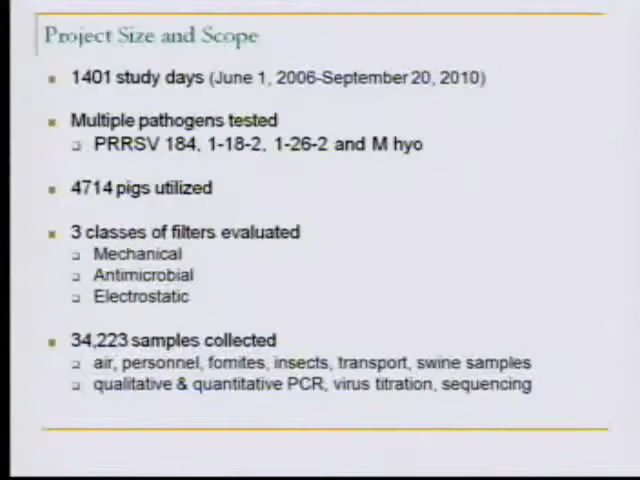 Project Size and Scope
1401 study days (June 1, 2006-September 20, 2010)
Multiple pathogens tested
PRRSV 184, 1-18-2, 1-26-2 and M hyo
4714 pigs utilized
3 classes of filters evaluated
Mechanical
Antimicrobial
Electrostatic
34,223 samples collected
air, personnel, fomites, insects, transport, swine samples
qualitative & quantitative PCR, virus titration, sequencing